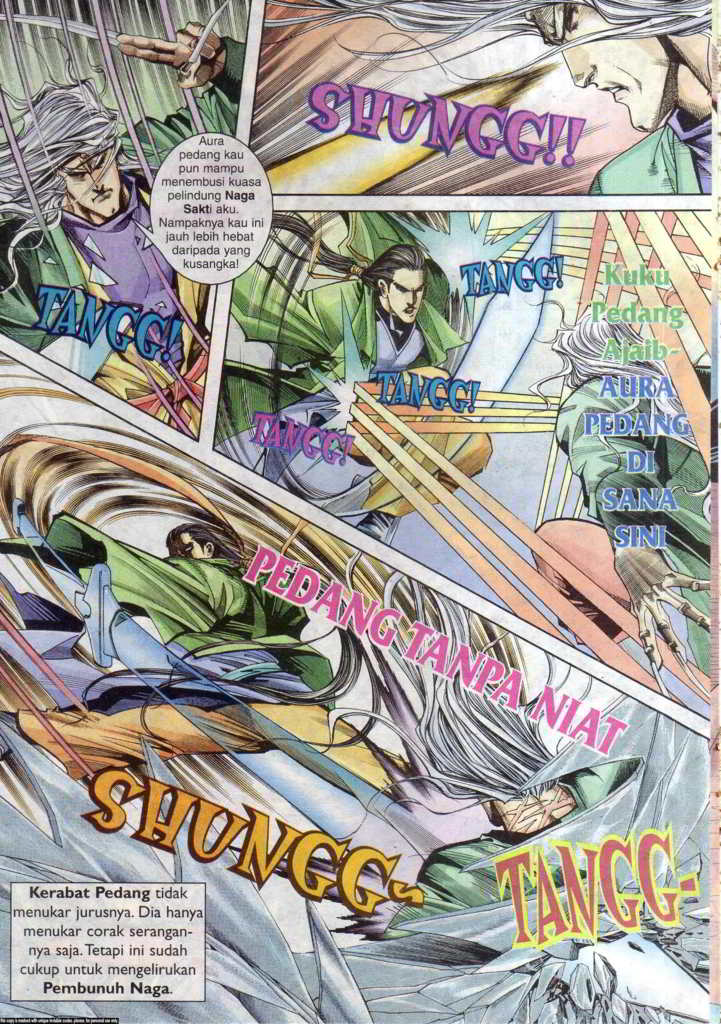 Aura
pedang kau
pun mampu
menembusi kuasa
pelindung Naga
Sakti aku.
Nampaknya kau ini
jauh lebih hebat
daripada yang
kusangka!
TANGG!
SHUNGG!!
TANGG!
TANGG!
TANGG!
Kuku
Pedang
Ajaib-
AURA
PEDANG
DI
SANA
SINI
PEDANG TANPA NIAT
SHUNGG~
TANGG-
Kerabat Pedang tidak
menukar jurusnya. Dia hanya
menukar corak serangan-
nya saja. Tetapi ini sudah
cukup untuk mengelirukan
Pembunuh Naga.